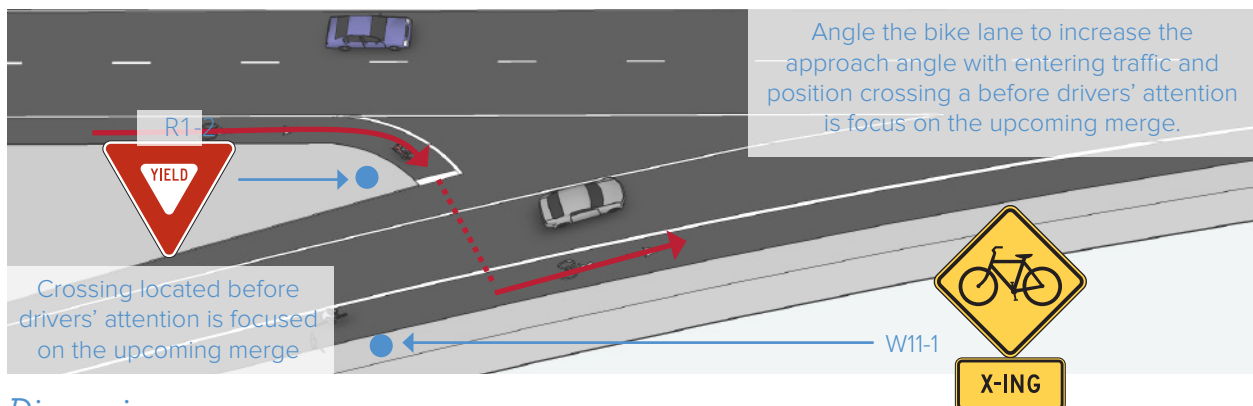 Angle the bike lane to increase the
approach angle with entering traffic and
position crossing a before drivers’ attention
is focus on the upcoming merge.
R1-2
YIELD
Crossing located before
drivers’ attention is focused
on the upcoming merge
W11-1
X-ING